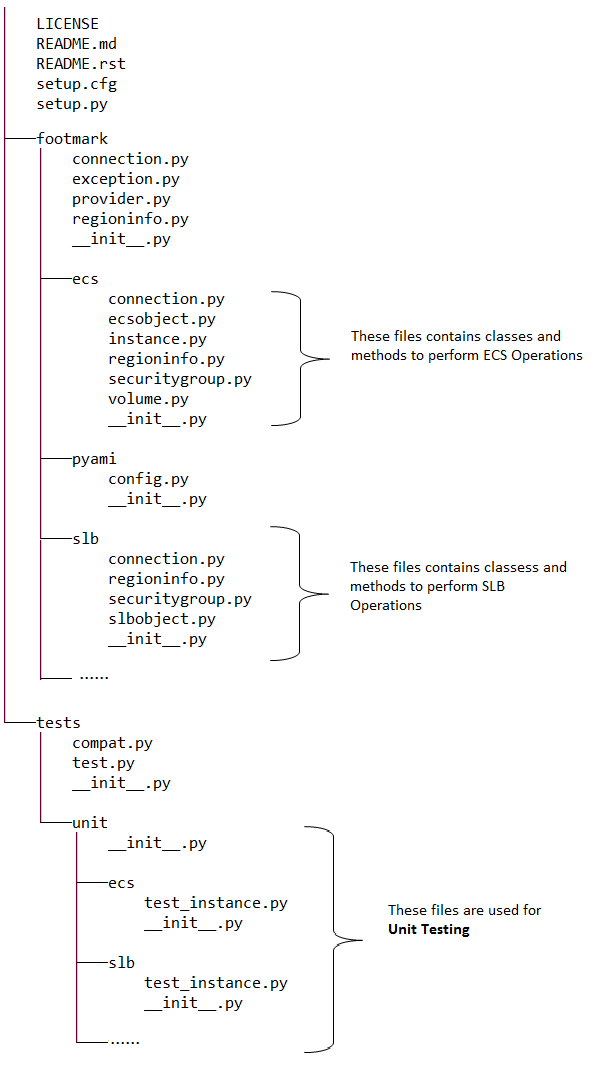 LICENSE
README.md
README.rst
setup.cfg
setup.py
footmark
connection.py
exception.py
provider.py
regioninfo.py
__init__.py
ecs
connection.py
ecsobject.py
instance.py
regioninfo.py
securitygroup.py
volume.py
__init__.py
These files contains classes and
methods to perform ECS Operations
pyami
config.py
__init__.py
slb
connection.py
regioninfo.py
securitygroup.py
slbobject.py
__init__.py
These files contains classess and
methods to perform SLB
Operations
......
tests
compat.py
test.py
__init__.py
unit
__init__.py
ecs
test_instance.py
__init__.py
slb
test_instance.py
__init__.py
......
These files are used for
Unit Testing